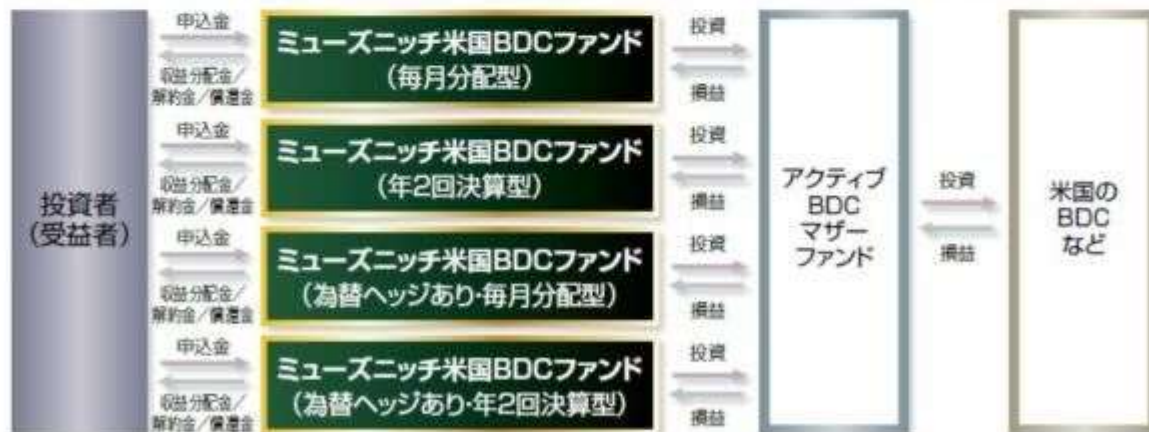 投資者
(受益者)
申込金
収益分配金/
解約金/償還金
ミューズニッチ米国BDCファンド
(毎月分配型)
投資
損益
申込金
収益分配金/
解約金/償還金
ミューズニッチ米国BDCファンド
(年2回決算型)
投資
損益
申込金
収益分配金/
解約金/償還金
ミューズニッチ米国BDCファンド
(為替ヘッジあり・毎月分配型)
投資
損益
申込金
収益分配金/
解約金/償還金
ミューズニッチ米国BDCファンド
(為替ヘッジあり・年2回決算型)
投資
損益
アクティブ
BDC
マザー
ファンド
投資
損益
米国の
BDC
など